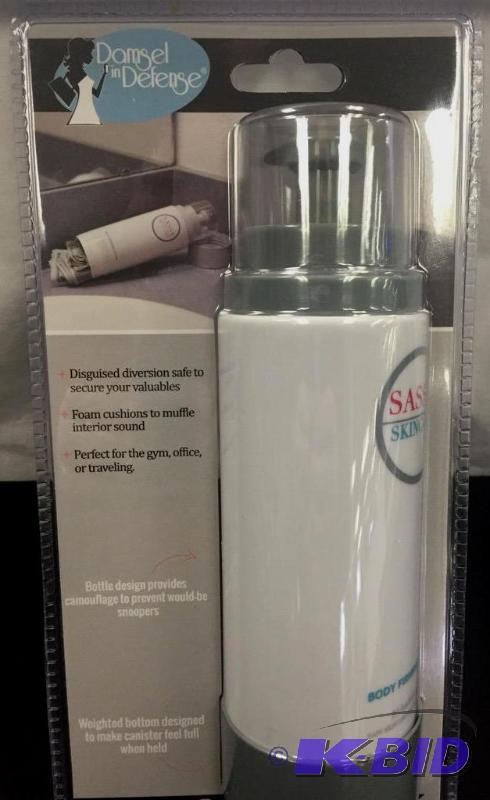 Damsel
in Defense®
+ Disguised diversion safe to
secure your valuables
+ Foam cushions to muffle
interior sound
+ Perfect for the gym, office,
or traveling.
SAS
SKIN
Bottle design provides
camouflage to prevent would-be
snoopers
BODY
Weighted bottom designed
to make canister feel full
when held
© K-BID